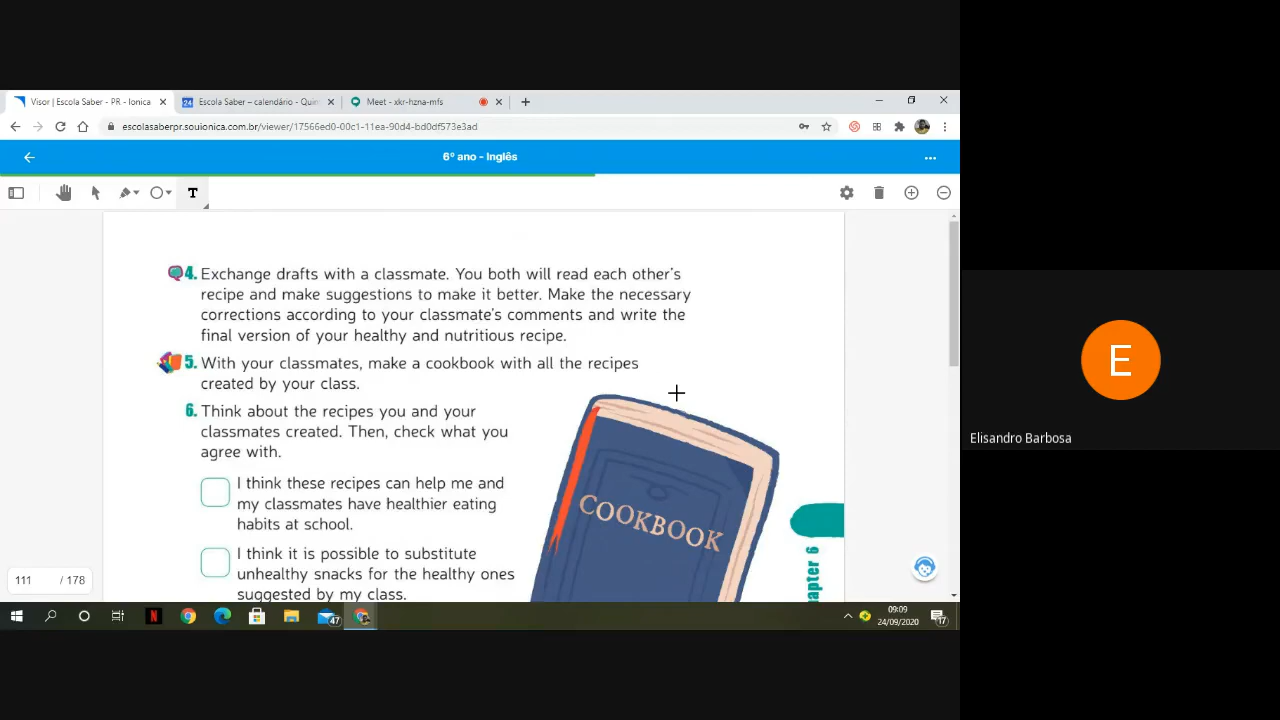 Visor | Escola Saber - PR - Ionica
Escola Saber – calendário - Quin
Meet - xkr-hzna-mfs
escolasaberpr.souionica.com.br/viewer/17566ed0-00c1-11ea-90d4-bd0df573e3ad
6º ano - Inglês
T
4. Exchange drafts with a classmate. You both will read each other's
recipe and make suggestions to make it better. Make the necessary
corrections according to your classmate's comments and write the
final version of your healthy and nutritious recipe.
5. With your classmates, make a cookbook with all the recipes
created by your class.
6. Think about the recipes you and your
classmates created. Then, check what you
agree with.
I think these recipes can help me and
my classmates have healthier eating
habits at school.
I think it is possible to substitute
unhealthy snacks for the healthy ones
suggested by my class.
COOKBOOK
apter 6
111 / 178
E
Elisandro Barbosa
24
N
47
09:09
24/09/2020
17